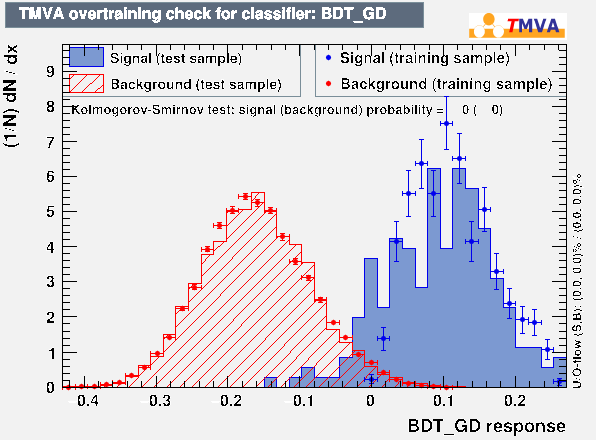 TMVA overtraining check for classifier: BDT_GD
TMVA
Signal (test sample)
Signal (training sample)
Background (test sample)
Background (training sample)
Kolmogorov-Smirnov test: signal (background) probability = 0 ( 0)
(1/N) dN / dx
9
8
7
6
5
4
3
2
1
0
-0.4 -0.3 -0.2 -0.1 0 0.1 0.2
BDT_GD response
U/O-flow (S,B): (0.0, 0.0)% / (0.0, 0.0)%